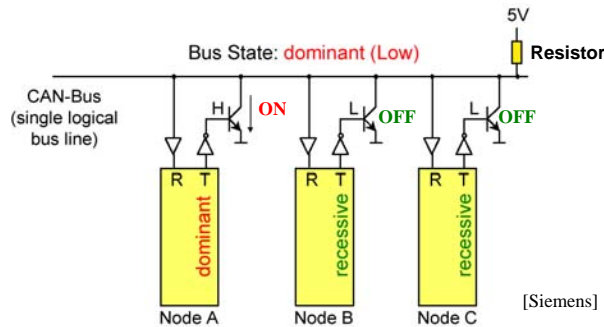 5V
Bus State: dominant (Low)
Resistor
CAN-Bus
(single logical
bus line)
H
ON
L
OFF
L
OFF
R T
R T
R T
dominant
recessive
recessive
Node A
Node B
Node C
[Siemens]